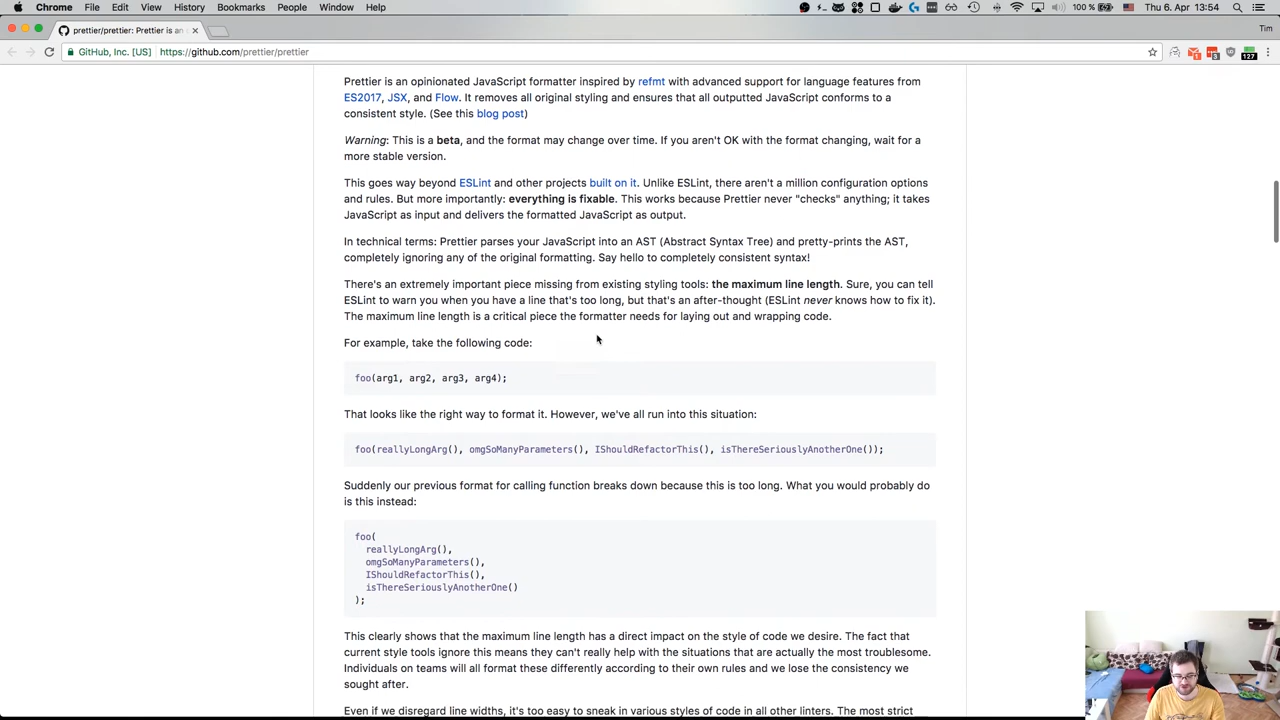 Chrome File Edit View History Bookmarks People Window Help 100 % Thu 6. Apr 13:54
prettier/prettier: Prettier is an Tim
GitHub, Inc. [US] https://github.com/prettier/prettier 127
Prettier is an opinionated JavaScript formatter inspired by refmt with advanced support for language features from
ES2017, JSX, and Flow. It removes all original styling and ensures that all outputted JavaScript conforms to a
consistent style. (See this blog post)
Warning: This is a beta, and the format may change over time. If you aren't OK with the format changing, wait for a
more stable version.
This goes way beyond ESLint and other projects built on it. Unlike ESLint, there aren't a million configuration options
and rules. But more importantly: everything is fixable. This works because Prettier never "checks" anything; it takes
JavaScript as input and delivers the formatted JavaScript as output.
In technical terms: Prettier parses your JavaScript into an AST (Abstract Syntax Tree) and pretty-prints the AST,
completely ignoring any of the original formatting. Say hello to completely consistent syntax!
There's an extremely important piece missing from existing styling tools: the maximum line length. Sure, you can tell
ESLint to warn you when you have a line that's too long, but that's an after-thought (ESLint never knows how to fix it).
The maximum line length is a critical piece the formatter needs for laying out and wrapping code.
For example, take the following code:
foo(arg1, arg2, arg3, arg4);
That looks like the right way to format it. However, we've all run into this situation:
foo(reallyLongArg(), omgSoManyParameters(), IShouldRefactorThis(), isThereSeriouslyAnotherOne());
Suddenly our previous format for calling function breaks down because this is too long. What you would probably do
is this instead:
foo(
reallyLongArg(),
omgSoManyParameters(),
IShouldRefactorThis(),
isThereSeriouslyAnotherOne()
);
This clearly shows that the maximum line length has a direct impact on the style of code we desire. The fact that
current style tools ignore this means they can't really help with the situations that are actually the most troublesome.
Individuals on teams will all format these differently according to their own rules and we lose the consistency we
sought after.
Even if we disregard line widths, it's too easy to sneak in various styles of code in all other linters. The most strict